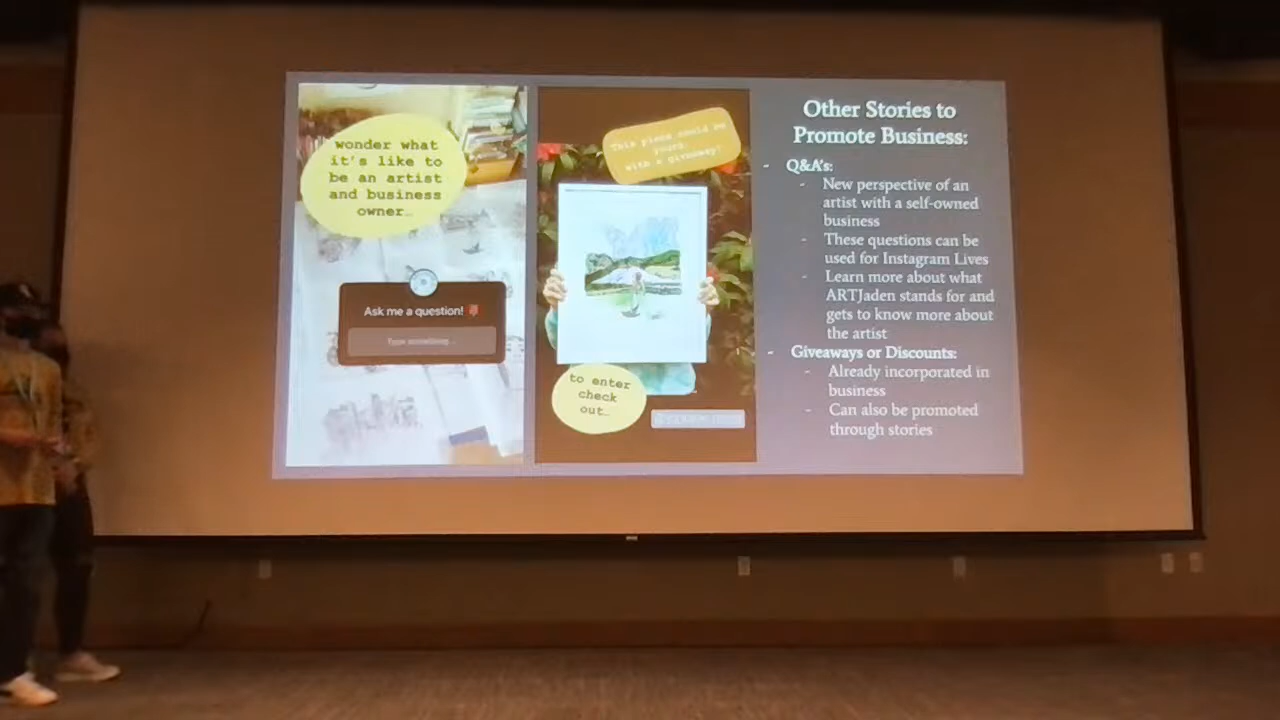 wonder what
it's like to
be an artist
and business
owner…
Ask me a question!
Type something...
This piece could be
yours
with a giveaway!
to enter
check
out…
Other Stories to
Promote Business:
- Q&A's:
- New perspective of an
artist with a self-owned
business
- These questions can be
used for Instagram Lives
- Learn more about what
ARTJaden stands for and
gets to know more about
the artist
- Giveaways or Discounts:
- Already incorporated in
business
- Can also be promoted
through stories